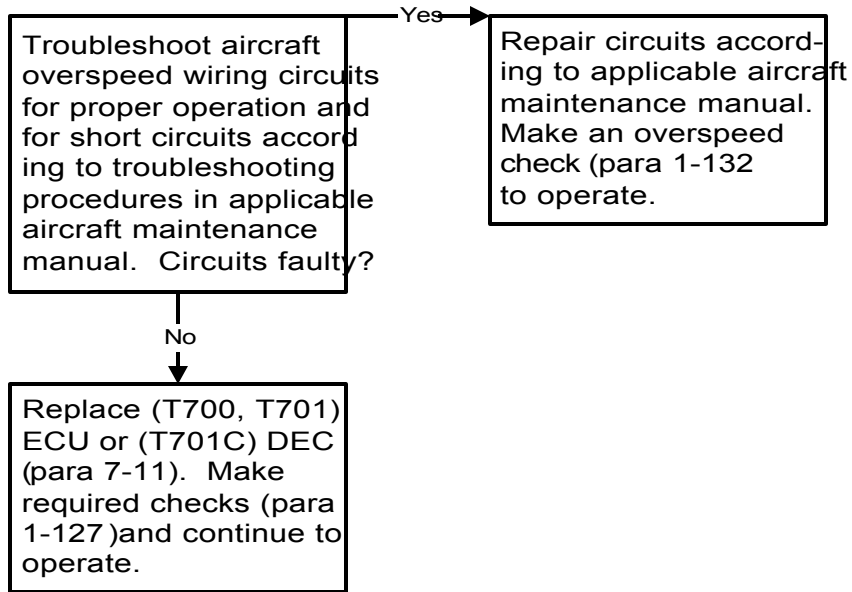 Troubleshoot aircraft
overspeed wiring circuits
for proper operation and
for short circuits accord
ing to troubleshooting
procedures in applicable
aircraft maintenance
manual. Circuits faulty?
Yes
Repair circuits accord-
ing to applicable aircraft
maintenance manual.
Make an overspeed
check (para 1-132
to operate.
No
Replace (T700, T701)
ECU or (T701C) DEC
(para 7-11). Make
required checks (para
1-127 )and continue to
operate.